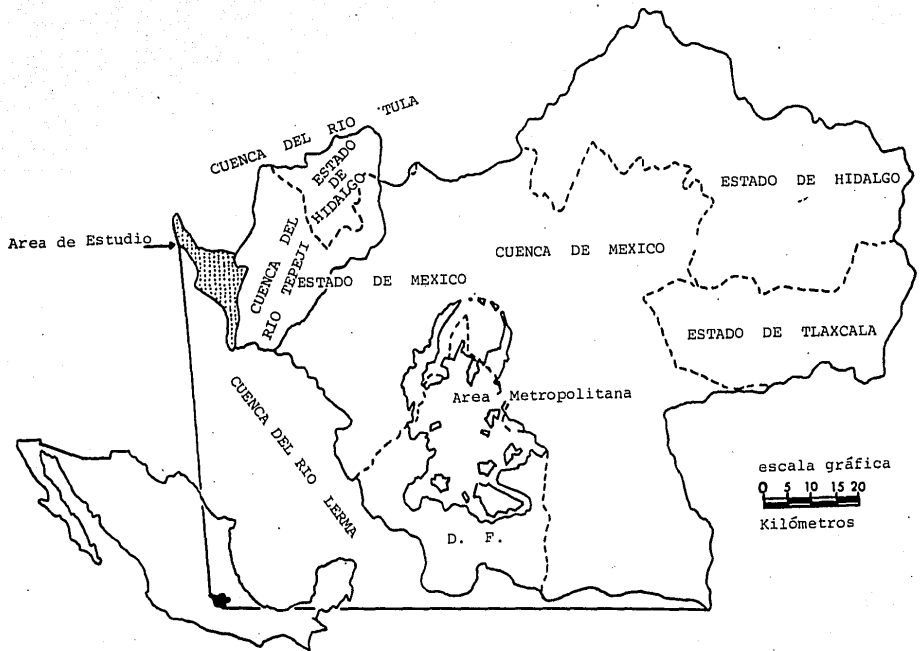 CUENCA DEL RIO TULA
ESTADO
DE
HIDALGO
ESTADO DE HIDALGO
Area de Estudio
CUENCA DEL
RIO TEPEJI
CUENCA DE MEXICO
ESTADO DE MEXICO
ESTADO DE TLAXCALA
CUENCA DEL RIO LERMA
Area Metropolitana
escala gráfica
0 5 10 15 20
Kilómetros
D. F.